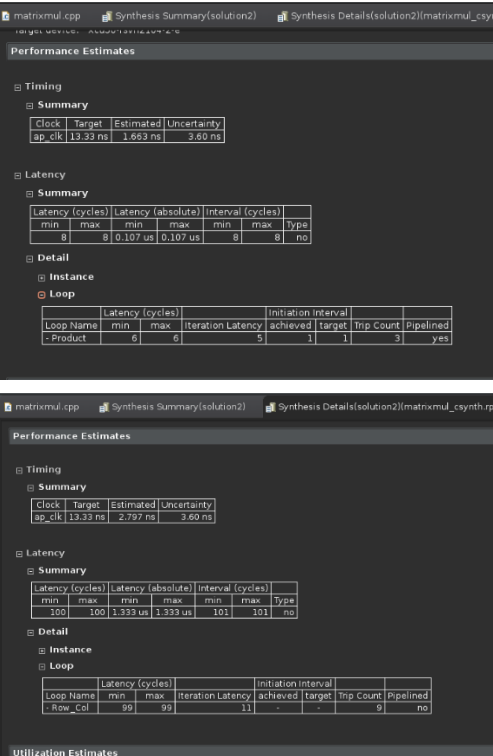 matrixmul.cpp Synthesis Summary(solution2) Synthesis Details(solution2)(matrixmul_csyn
Performance Estimates
Timing
Summary
Clock Target Estimated Uncertainty
ap_clk 13.33 ns 1.663 ns 3.60 ns
Latency
Summary
Latency (cycles) Latency (absolute) Interval (cycles)
min max min max min max Type
8 8 0.107 us 0.107 us 8 8 no
Detail
Instance
Loop
Latency (cycles) Initiation Interval
Loop Name min max Iteration Latency achieved target Trip Count Pipelined
- Product 6 6 5 1 1 3 yes
matrixmul.cpp Synthesis Summary(solution2) Synthesis Details(solution2)(matrixmul_csynth.rp
Performance Estimates
Timing
Summary
Clock Target Estimated Uncertainty
ap_clk 13.33 ns 2.797 ns 3.60 ns
Latency
Summary
Latency (cycles) Latency (absolute) Interval (cycles)
min max min max min max Type
100 100 1.333 us 1.333 us 101 101 no
Detail
Instance
Loop
Latency (cycles) Initiation Interval
Loop Name min max Iteration Latency achieved target Trip Count Pipelined
- Row_Col 99 99 11 - - 9 no
Utilization Estimates